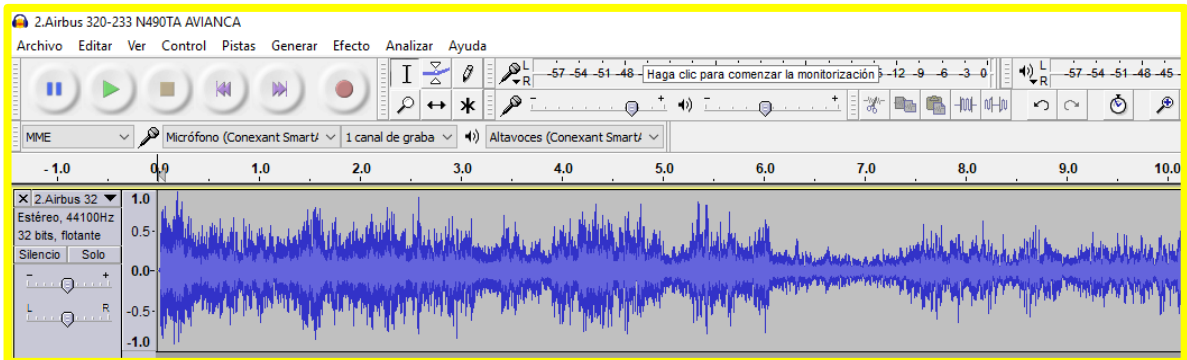 2.Airbus 320-233 N490TA AVIANCA
Archivo Editar Ver Control Pistas Generar Efecto Analizar Ayuda
L R -57 -54 -51 -48 - Haga clic para comenzar la monitorización -12 -9 -6 -3 0 L R -57 -54 -51 -48 -45 -
- + - +
MME Micrófono (Conexant SmartA 1 canal de graba Altavoces (Conexant SmartA
- 1.0 0.0 1.0 2.0 3.0 4.0 5.0 6.0 7.0 8.0 9.0 10.0
2.Airbus 32 1.0
Estéreo, 44100Hz
32 bits, flotante 0.5
Silencio Solo
- + 0.0
L R -0.5
-1.0